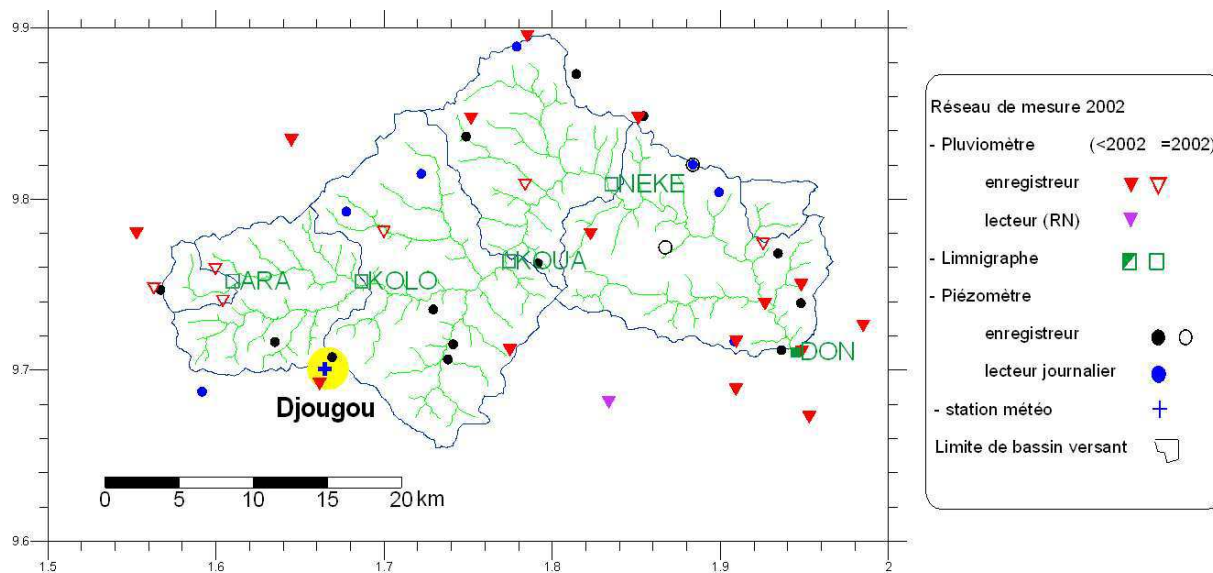 9.9
9.8
9.7
9.6
1.5 1.6 1.7 1.8 1.9 2
NEKE
KOUA
ARA
KOLO
DON
Djougou
0 5 10 15 20 km
Réseau de mesure 2002
- Pluviomètre (<2002 =2002)
enregistreur
lecteur (RN)
- Limnigraphe
- Piézomètre
enregistreur
lecteur journalier
- station météo
Limite de bassin versant